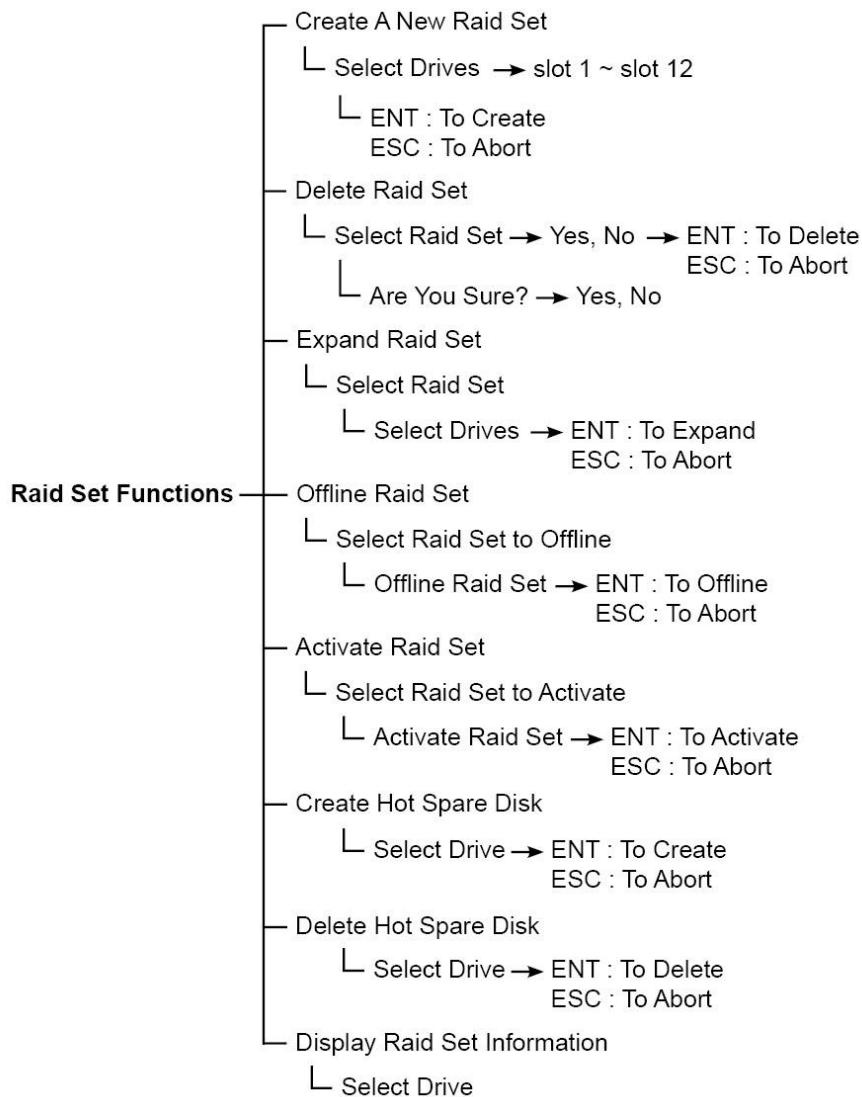 Create A New Raid Set
Select Drives → slot 1 ~ slot 12
ENT : To Create
ESC : To Abort
Delete Raid Set
Select Raid Set → Yes, No → ENT : To Delete
ESC : To Abort
Are You Sure? → Yes, No
Expand Raid Set
Select Raid Set
Select Drives → ENT : To Expand
ESC : To Abort
Raid Set Functions
Offline Raid Set
Select Raid Set to Offline
Offline Raid Set → ENT : To Offline
ESC : To Abort
Activate Raid Set
Select Raid Set to Activate
Activate Raid Set → ENT : To Activate
ESC : To Abort
Create Hot Spare Disk
Select Drive → ENT : To Create
ESC : To Abort
Delete Hot Spare Disk
Select Drive → ENT : To Delete
ESC : To Abort
Display Raid Set Information
Select Drive